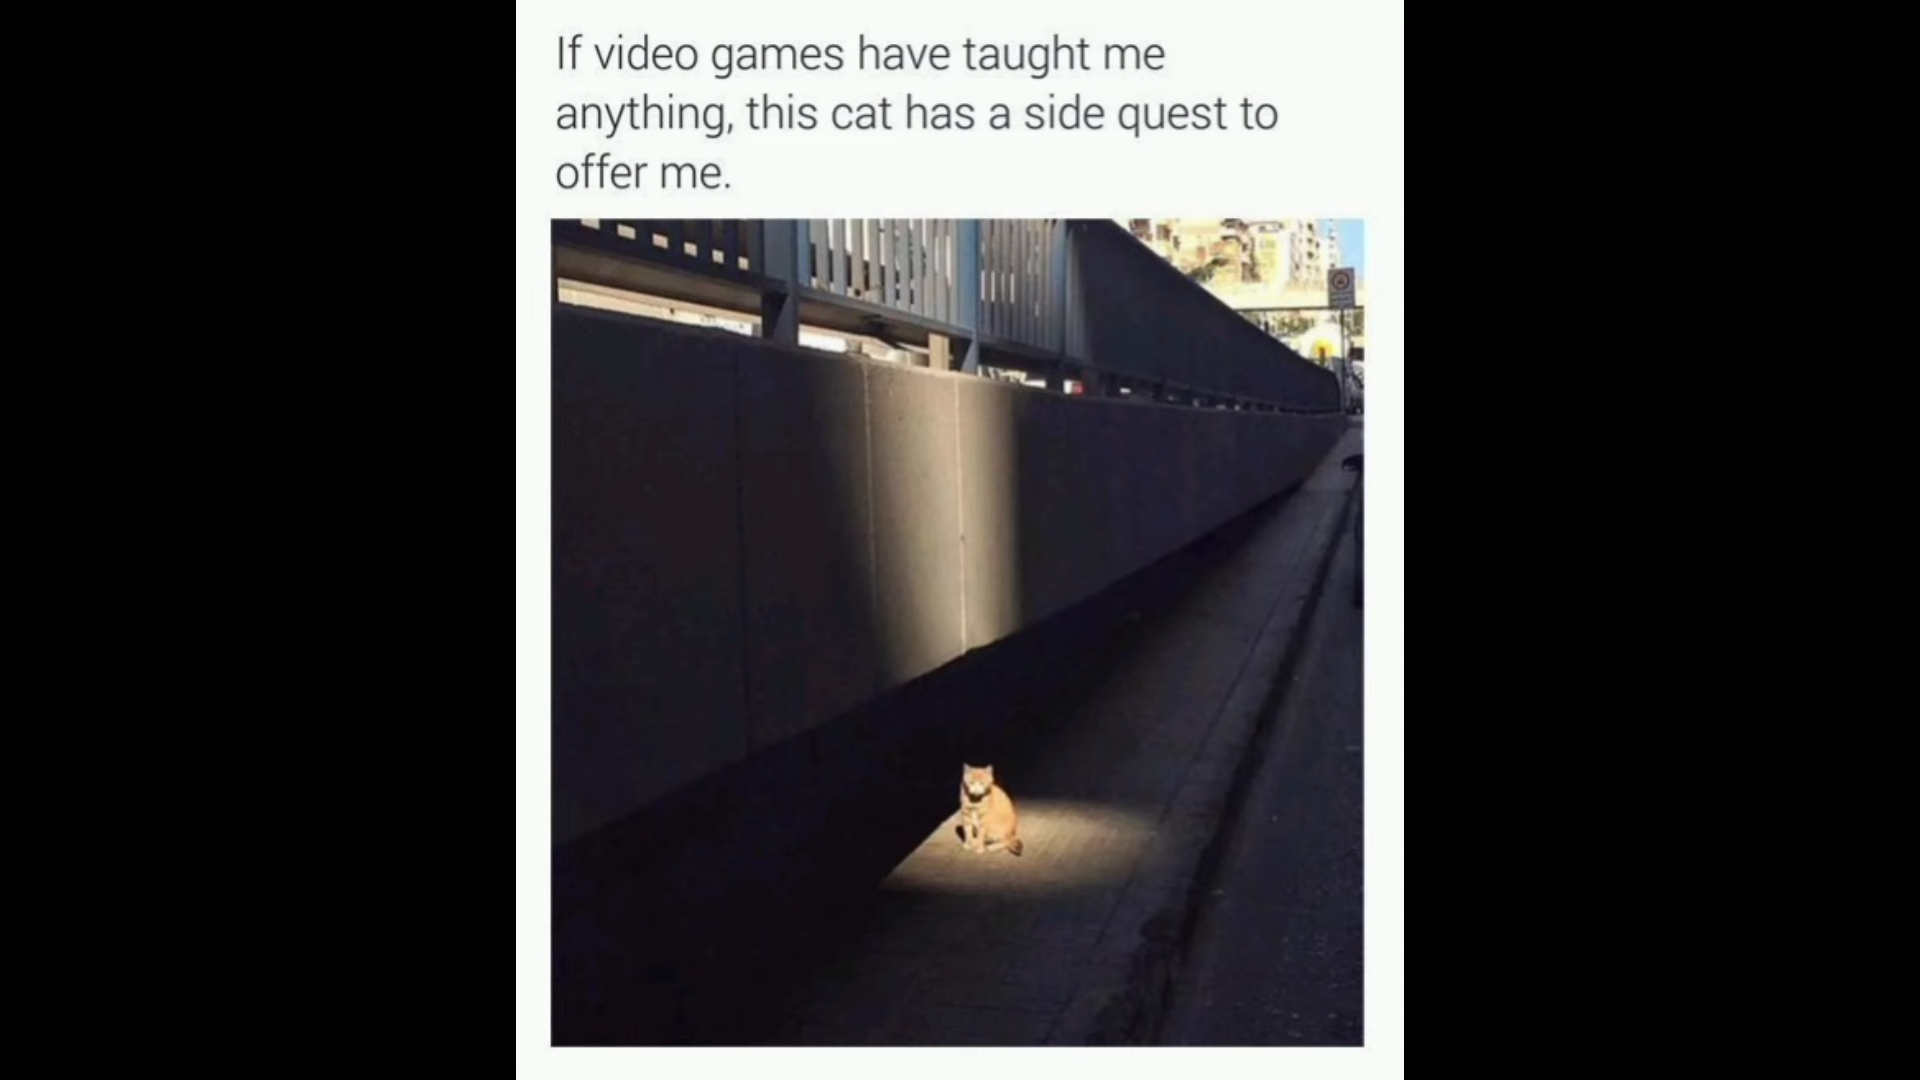 If video games have taught me
anything, this cat has a side quest to
offer me.